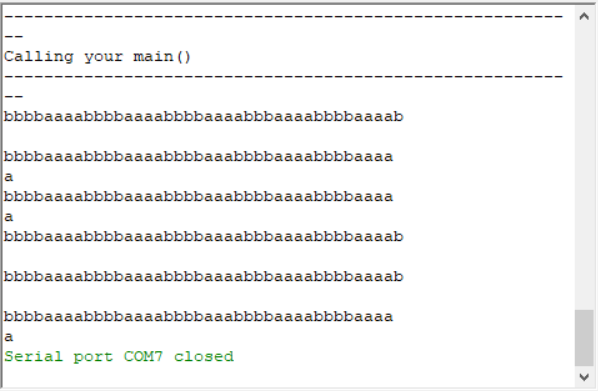 --------------------------------------------------------
--
Calling your main()
--------------------------------------------------------
--
bbbbaaaabbbbaaaabbbbaaaabbbaaaabbbbaaaab
bbbbaaaabbbbaaaabbbbaaabbbbaaaabbbbaaaa
a
bbbbaaaabbbbaaaabbbbaaabbbbaaaabbbbaaaa
a
bbbbaaaabbbbaaaabbbbaaaabbbaaaabbbbaaaab
bbbbaaaabbbbaaaabbbbaaaabbbaaaabbbbaaaab
bbbbaaaabbbbaaaabbbbaaabbbbaaaabbbbaaaa
a
Serial port COM7 closed